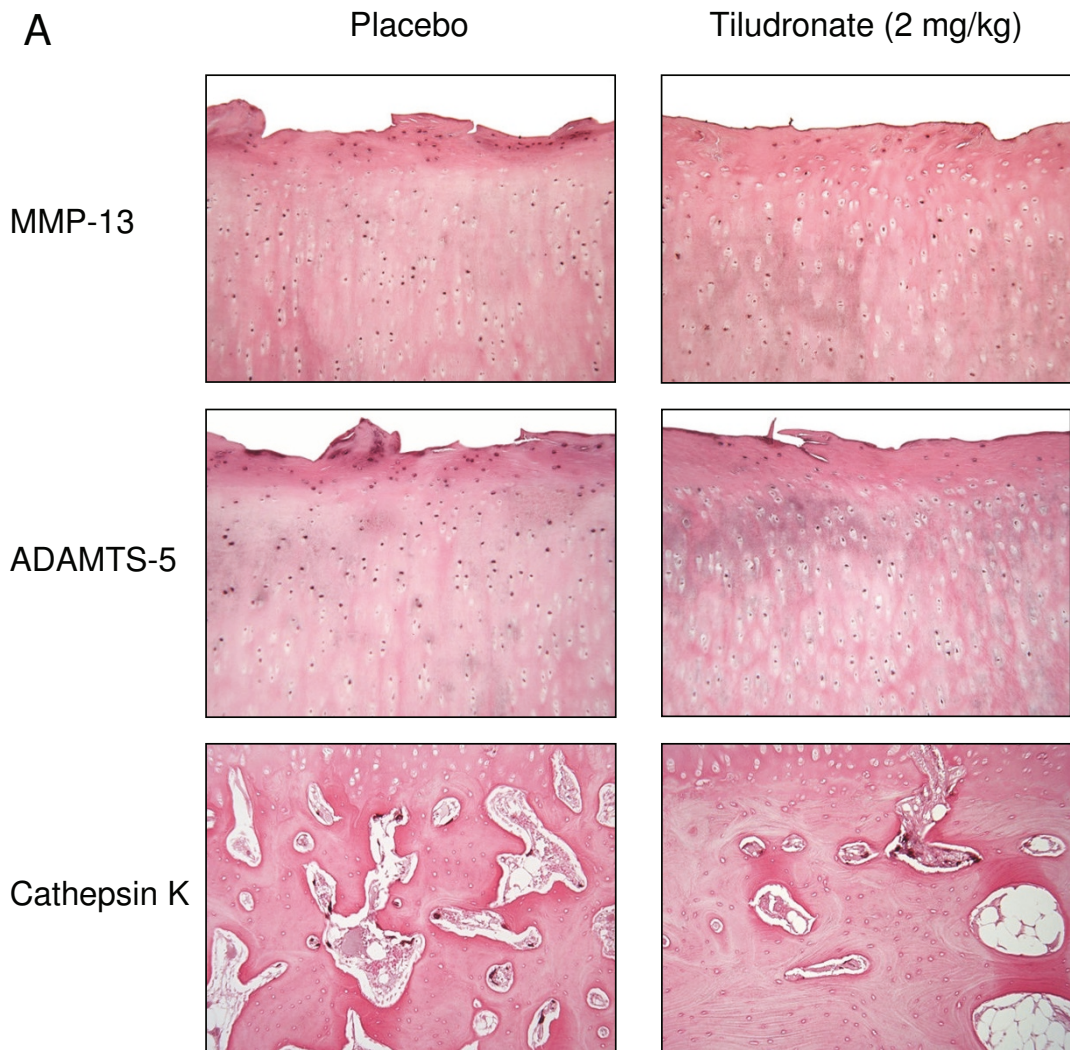 A
Placebo
Tiludronate (2 mg/kg)
MMP-13
ADAMTS-5
Cathepsin K